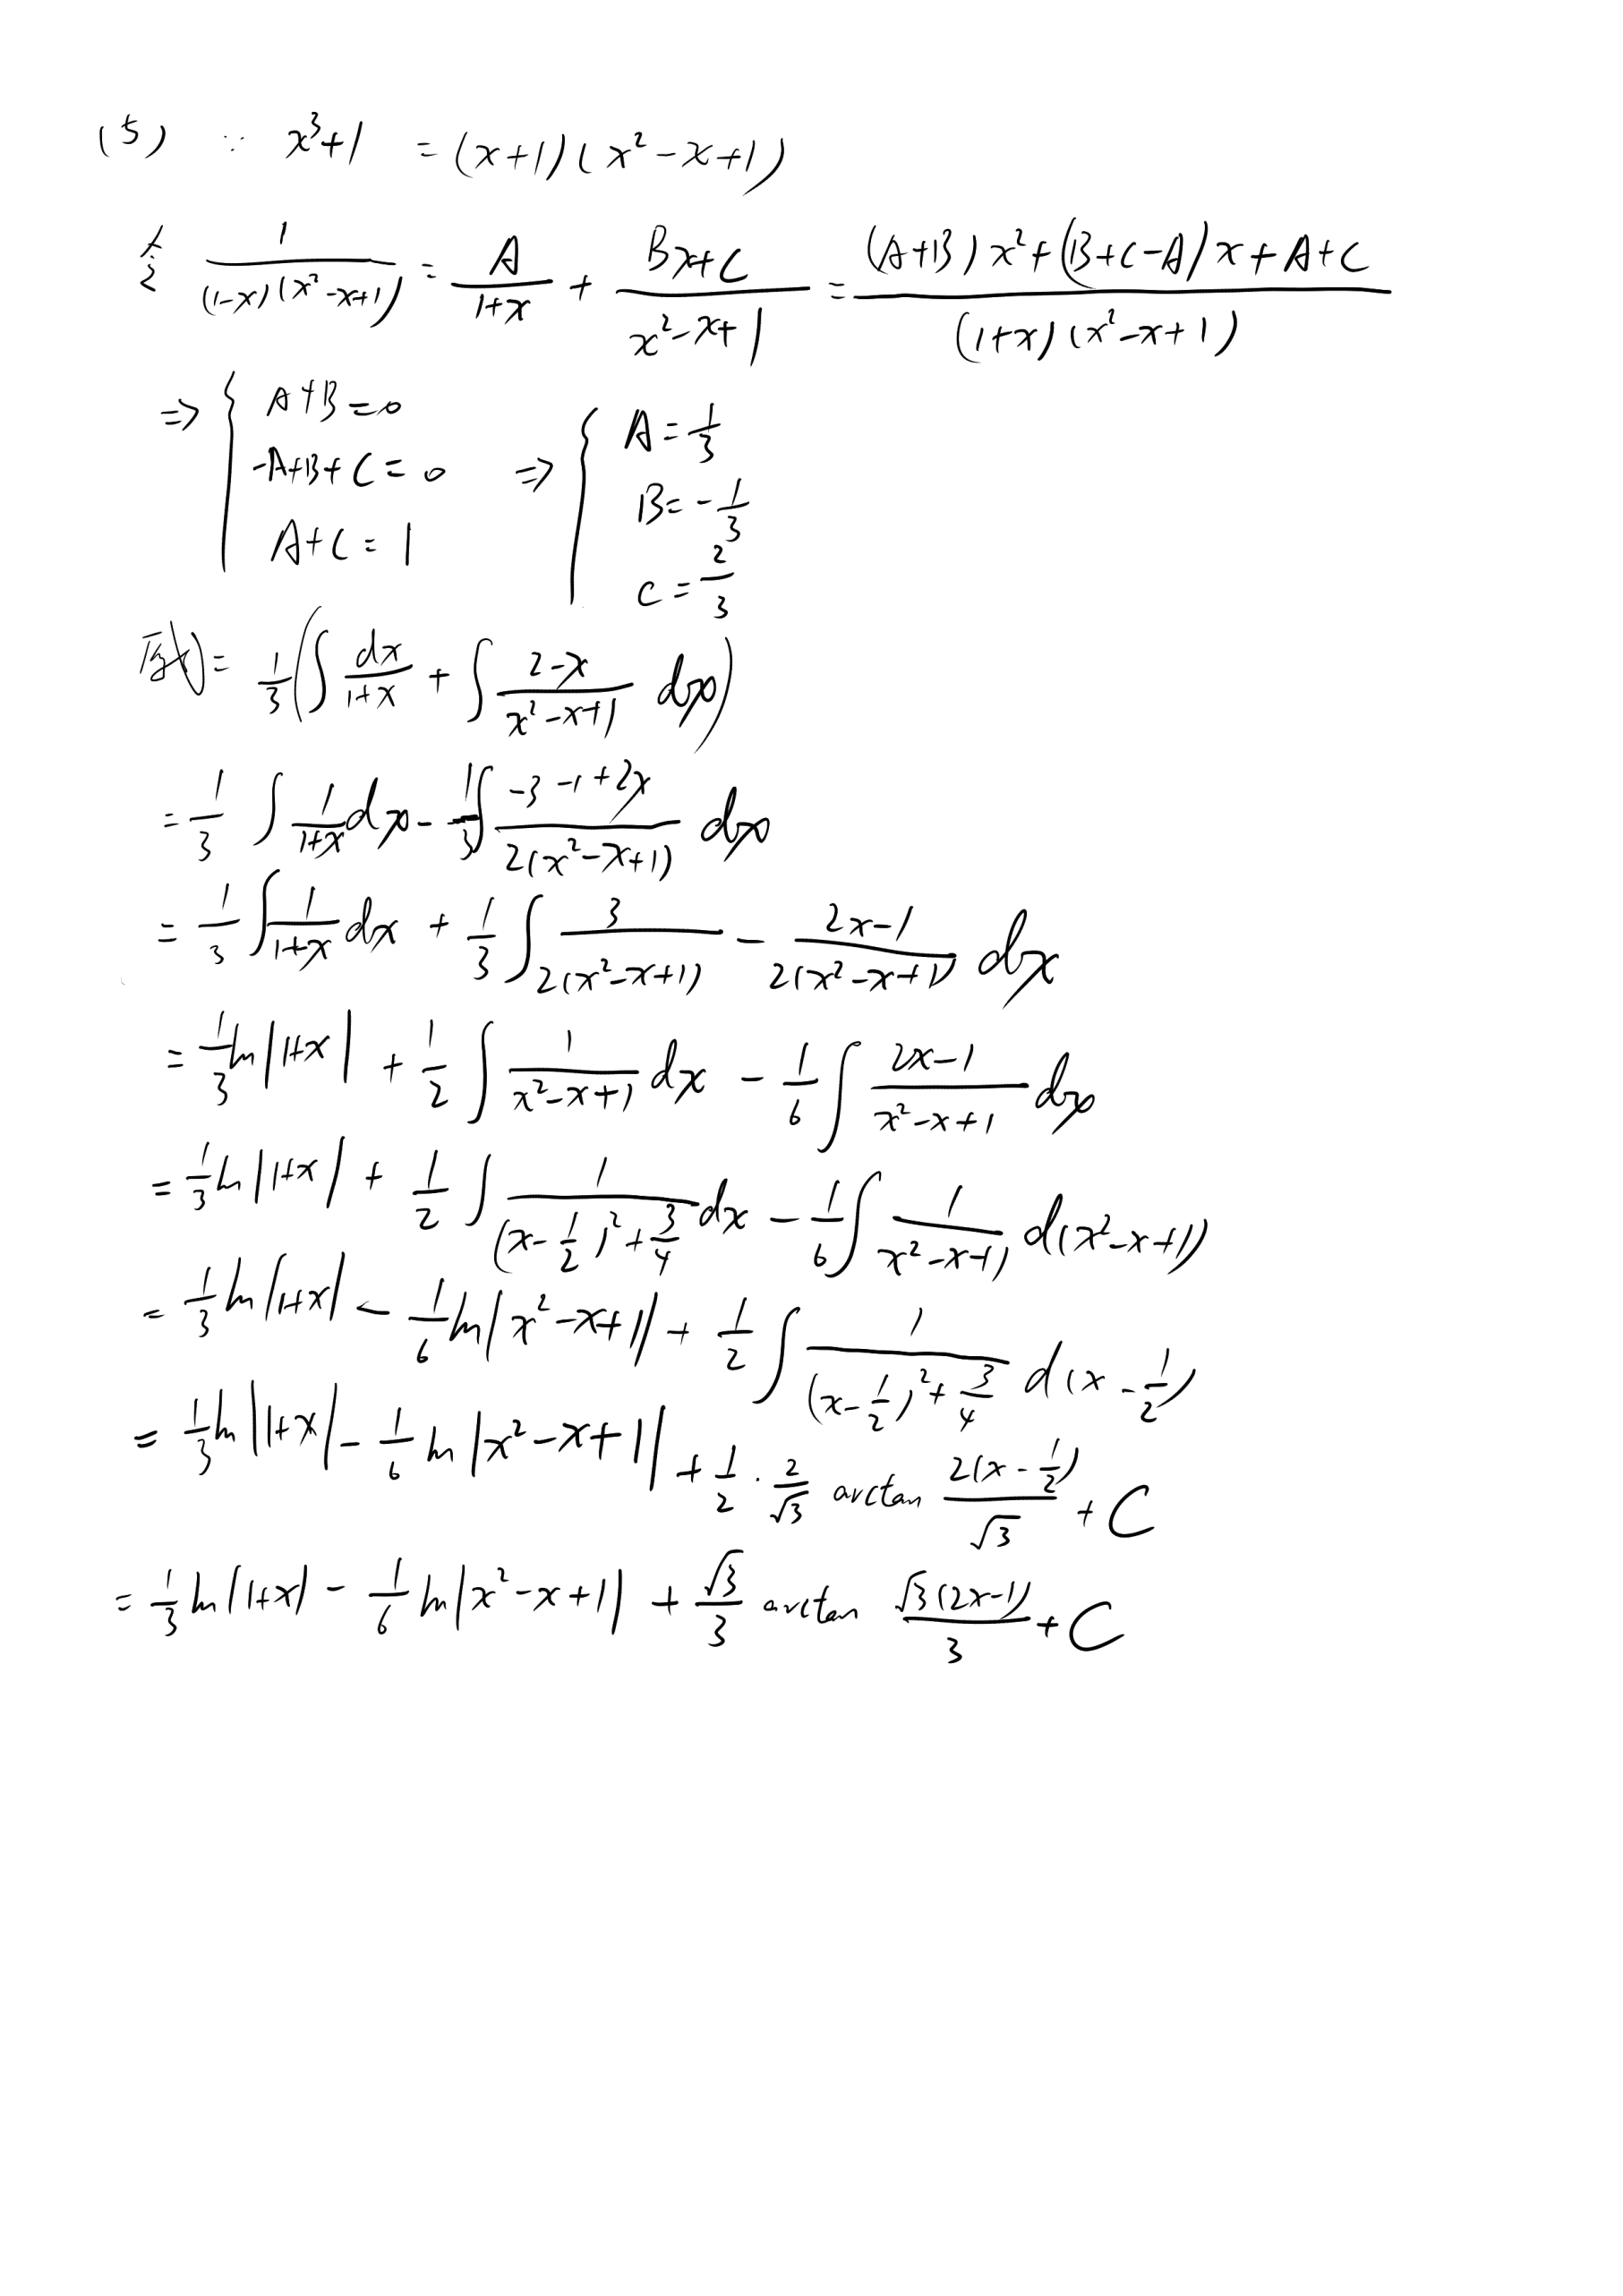 (5) ∵ x³+1 = (x+1)(x²-x+1)
令 1/((1-x)(x²-x+1)) = A/(1+x) + (Bx+C)/(x²-x+1) = ((A+B)x²+(B+C-A)x+A+C)/((1+x)(x²-x+1))
⇒ { A+B=0 -A+B+C=0 A+C=1 ⇒ { A=1/3 B=-1/3 C=2/3
原式= 1/3(∫dx/(1+x) + ∫(2-x)/(x²-x+1) dx)
= 1/3 ∫ 1/(1+x) dx - 1/3 ∫ (-3-1+2x)/(2(x²-x+1)) dx
= 1/3 ∫ 1/(1+x) dx + 1/3 ∫ 3/(2(x²-x+1)) - (2x-1)/(2(x²-x+1)) dx
= 1/3 ln|1+x| + 1/2 ∫ 1/(x²-x+1) dx - 1/6 ∫ (2x-1)/(x²-x+1) dx
= 1/3 ln|1+x| + 1/2 ∫ 1/((x-1/2)²+3/4) dx - 1/6 ∫ 1/(x²-x+1) d(x²-x+1)
= 1/3 ln|1+x| - 1/6 ln|x²-x+1| + 1/2 ∫ 1/((x-1/2)²+3/4) d(x-1/2)
= 1/3 ln|1+x| - 1/6 ln|x²-x+1| + 1/2 · 2/√3 arctan 2(x-1/2)/√3 + C
= 1/3 ln|1+x| - 1/6 ln|x²-x+1| + √3/3 arctan √3(2x-1)/3 + C